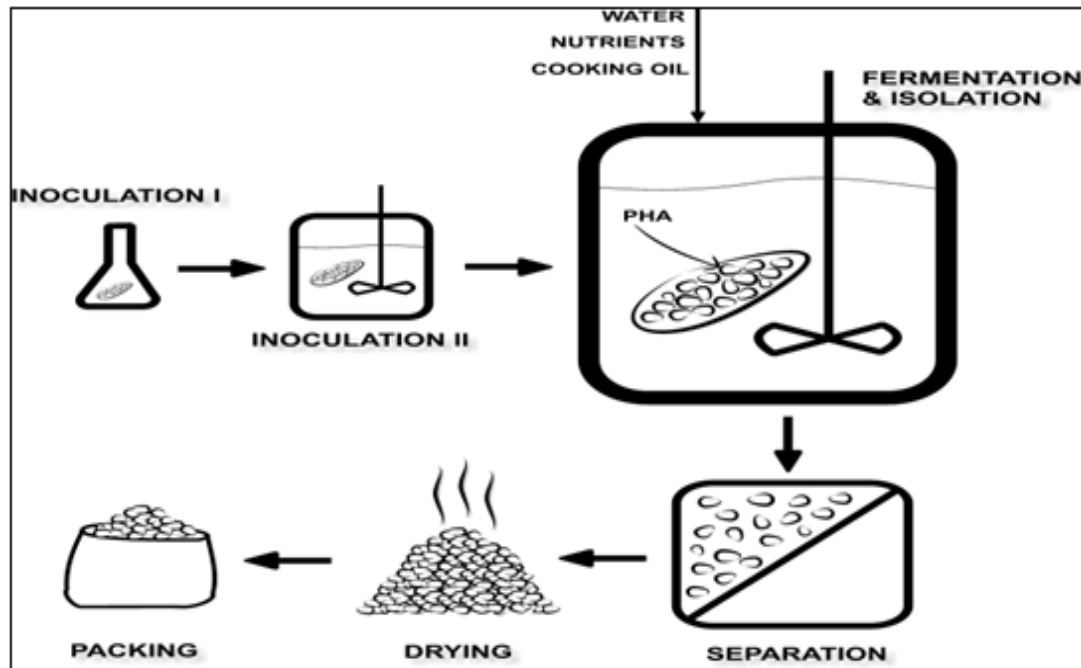 WATER
NUTRIENTS
COOKING OIL
FERMENTATION
& ISOLATION
INOCULATION I
PHA
INOCULATION II
PACKING
DRYING
SEPARATION